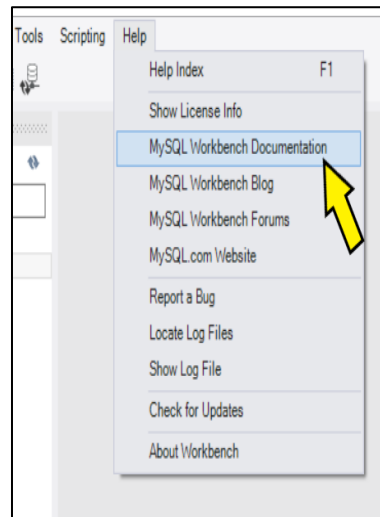 Tools Scripting Help
Help Index F1
Show License Info
MySQL Workbench Documentation
MySQL Workbench Blog
MySQL Workbench Forums
MySQL.com Website
Report a Bug
Locate Log Files
Show Log File
Check for Updates
About Workbench